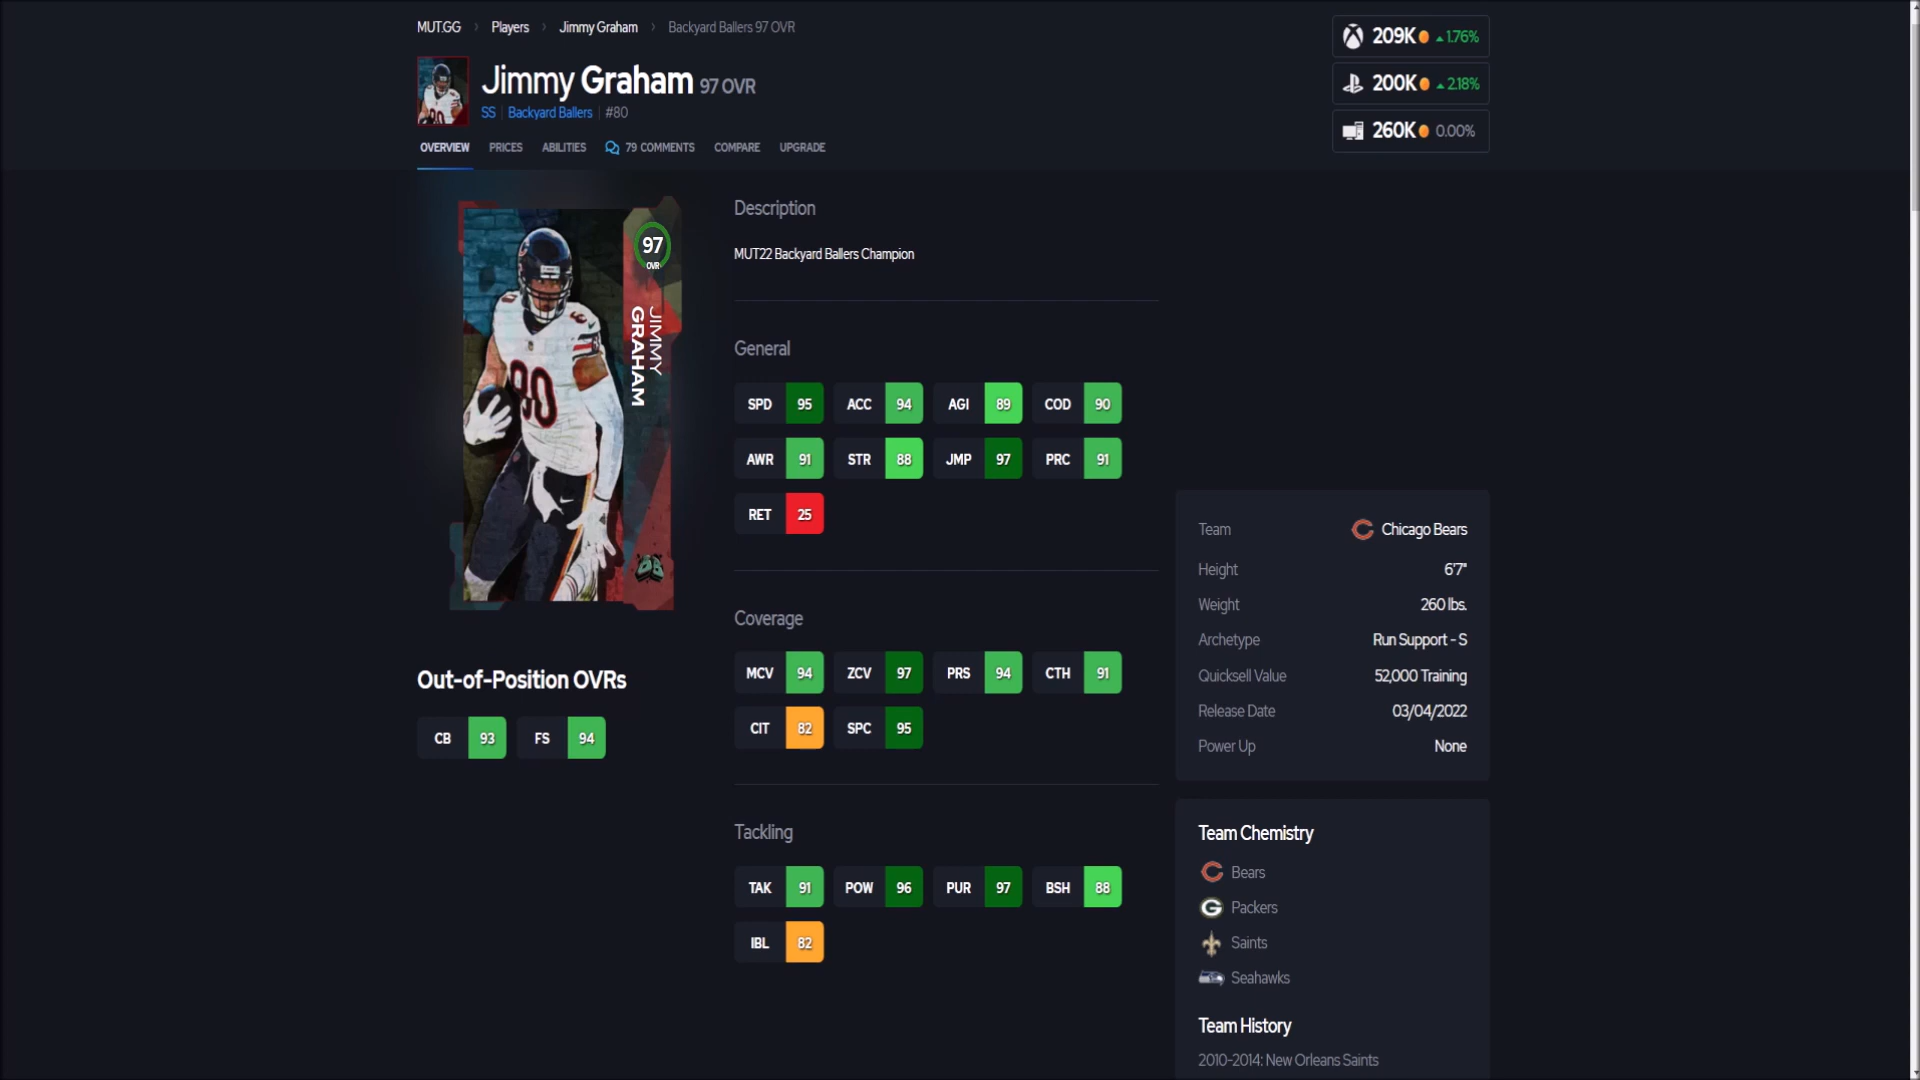 MUT.GG > Players > Jimmy Graham > Backyard Ballers 97 OVR
Jimmy Graham 97 OVR
SS | Backyard Ballers | #80
OVERVIEW PRICES ABILITIES 79 COMMENTS COMPARE UPGRADE
209K 1.76%
200K 2.18%
260K 0.00%
97
OVR
JIMMY
GRAHAM
80
Out-of-Position OVRs
CB 93 FS 94
Description
MUT22 Backyard Ballers Champion
General
SPD 95 ACC 94 AGI 89 COD 90
AWR 91 STR 88 JMP 97 PRC 91
RET 25
Coverage
MCV 94 ZCV 97 PRS 94 CTH 91
CIT 82 SPC 95
Tackling
TAK 91 POW 96 PUR 97 BSH 88
IBL 82
Team Chicago Bears
Height 6'7"
Weight 260 lbs.
Archetype Run Support - S
Quicksell Value 52,000 Training
Release Date 03/04/2022
Power Up None
Team Chemistry
Bears
Packers
Saints
Seahawks
Team History
2010-2014: New Orleans Saints